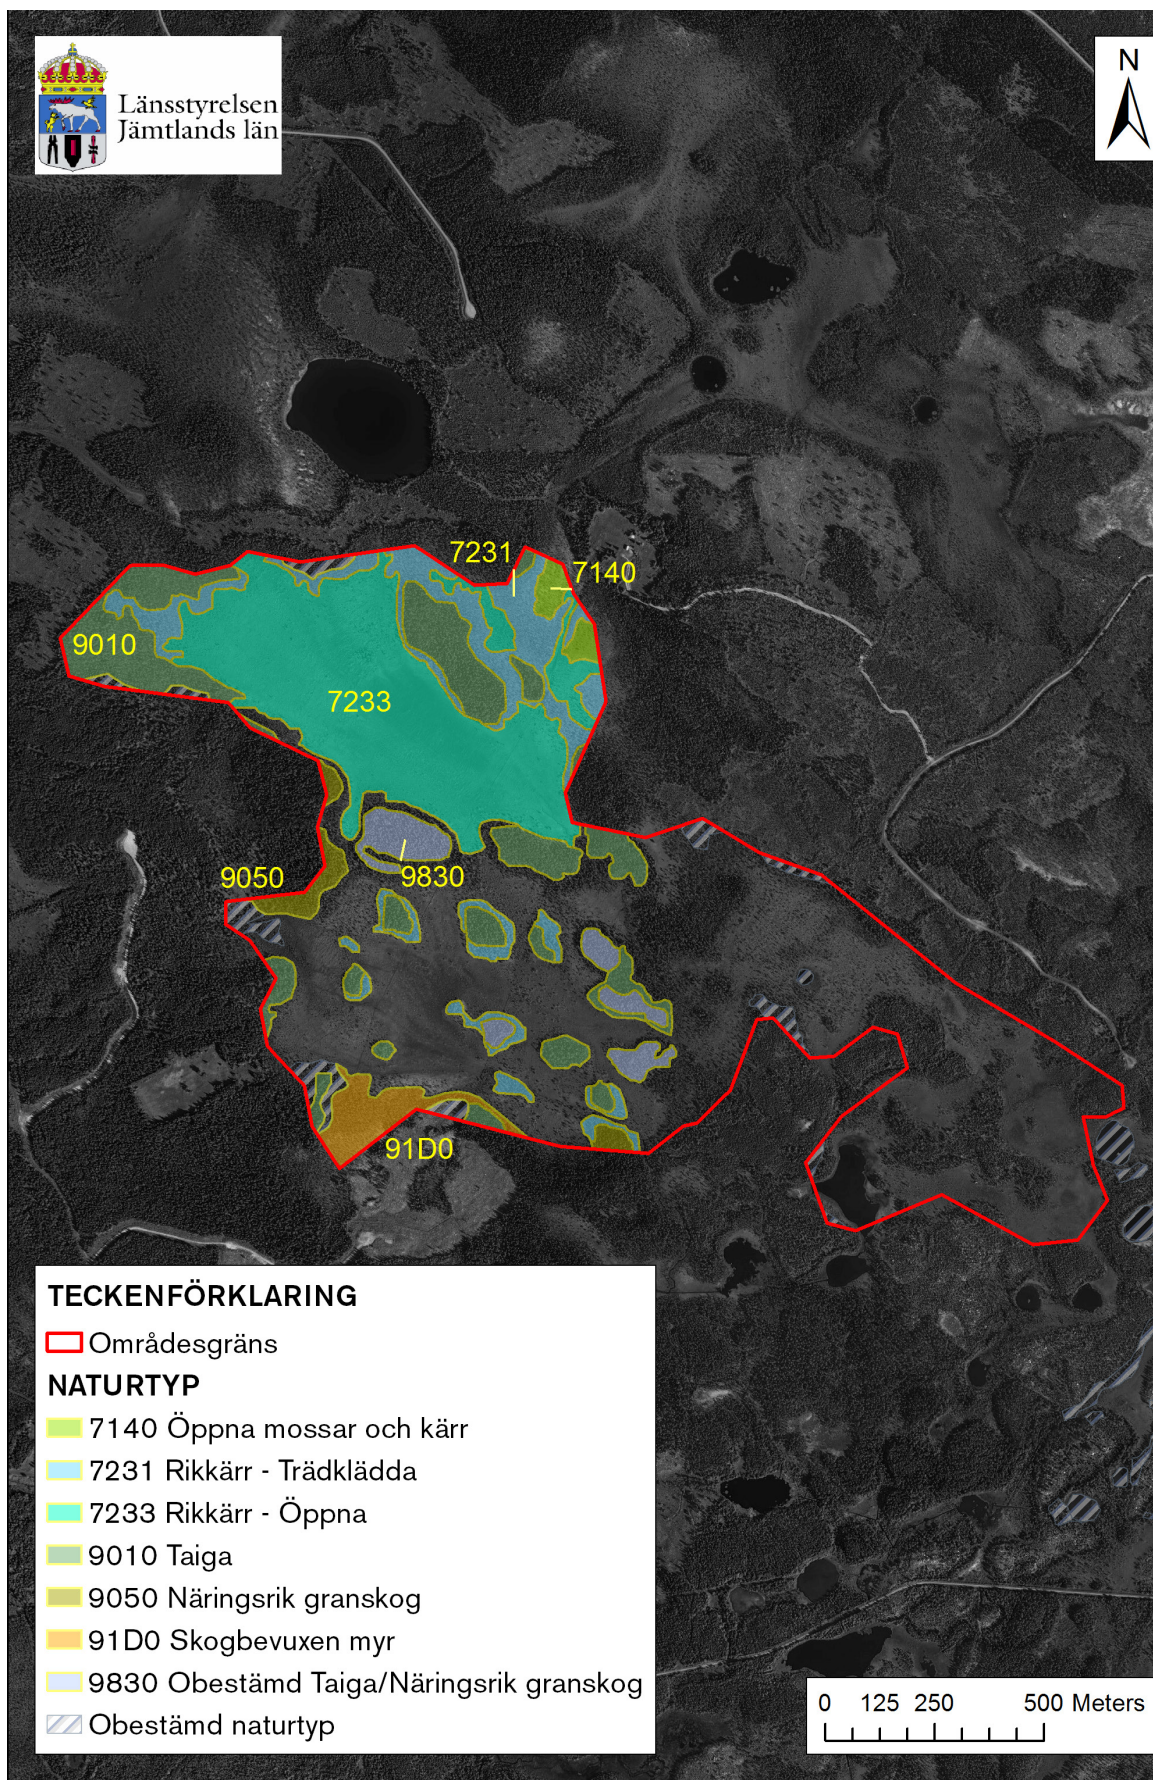 Länsstyrelsen
Jämtlands län
N
7231
7140
9010
7233
9050
9830
91D0
TECKENFÖRKLARING
Områdesgräns
NATURTYP
7140 Öppna mossar och kärr
7231 Rikkärr - Trädklädda
7233 Rikkärr - Öppna
9010 Taiga
9050 Näringsrik granskog
91D0 Skogbevuxen myr
9830 Obestämd Taiga/Näringsrik granskog
Obestämd naturtyp
0 125 250 500 Meters